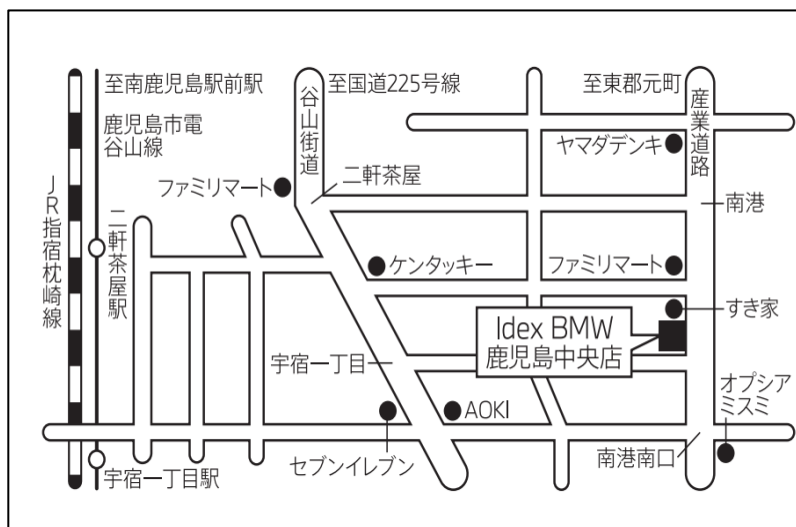 至南鹿児島駅前駅
至国道225号線
至東郡元町
鹿児島市電
谷山線
谷山街道
産業道路
ヤマダデンキ
ファミリマート
二軒茶屋
南港
JR指宿枕崎線
二軒茶屋駅
ケンタッキー
ファミリマート
すき家
Idex BMW
鹿児島中央店
宇宿一丁目
オプシア
ミスミ
AOKI
セブンイレブン
南港南口
宇宿一丁目駅